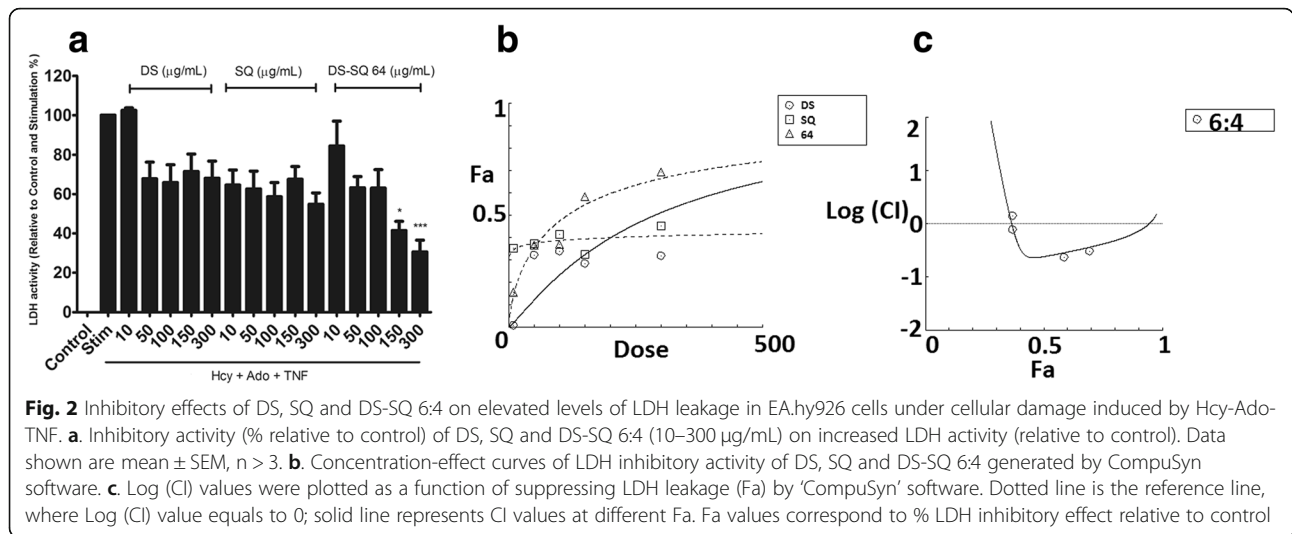 a
b
c
DS (µg/mL)
SQ (µg/mL)
DS-SQ 64 (µg/mL)
LDH activity (Relative to Control and Stimulation %)
120
100
80
60
40
20
0
*
***
Control
Stim
10
50
100
150
300
10
50
100
150
300
10
50
100
150
300
Hcy + Ado + TNF
1
Fa
0.5
0
Dose
500
DS
SQ
64
2
1
Log (CI)
0
-1
-2
0
0.5
1
Fa
6:4
Fig. 2 Inhibitory effects of DS, SQ and DS-SQ 6:4 on elevated levels of LDH leakage in EA.hy926 cells under cellular damage induced by Hcy-Ado-
TNF. a. Inhibitory activity (% relative to control) of DS, SQ and DS-SQ 6:4 (10–300 µg/mL) on increased LDH activity (relative to control). Data
shown are mean ± SEM, n > 3. b. Concentration-effect curves of LDH inhibitory activity of DS, SQ and DS-SQ 6:4 generated by CompuSyn
software. c. Log (CI) values were plotted as a function of suppressing LDH leakage (Fa) by ‘CompuSyn’ software. Dotted line is the reference line,
where Log (CI) value equals to 0; solid line represents CI values at different Fa. Fa values correspond to % LDH inhibitory effect relative to control